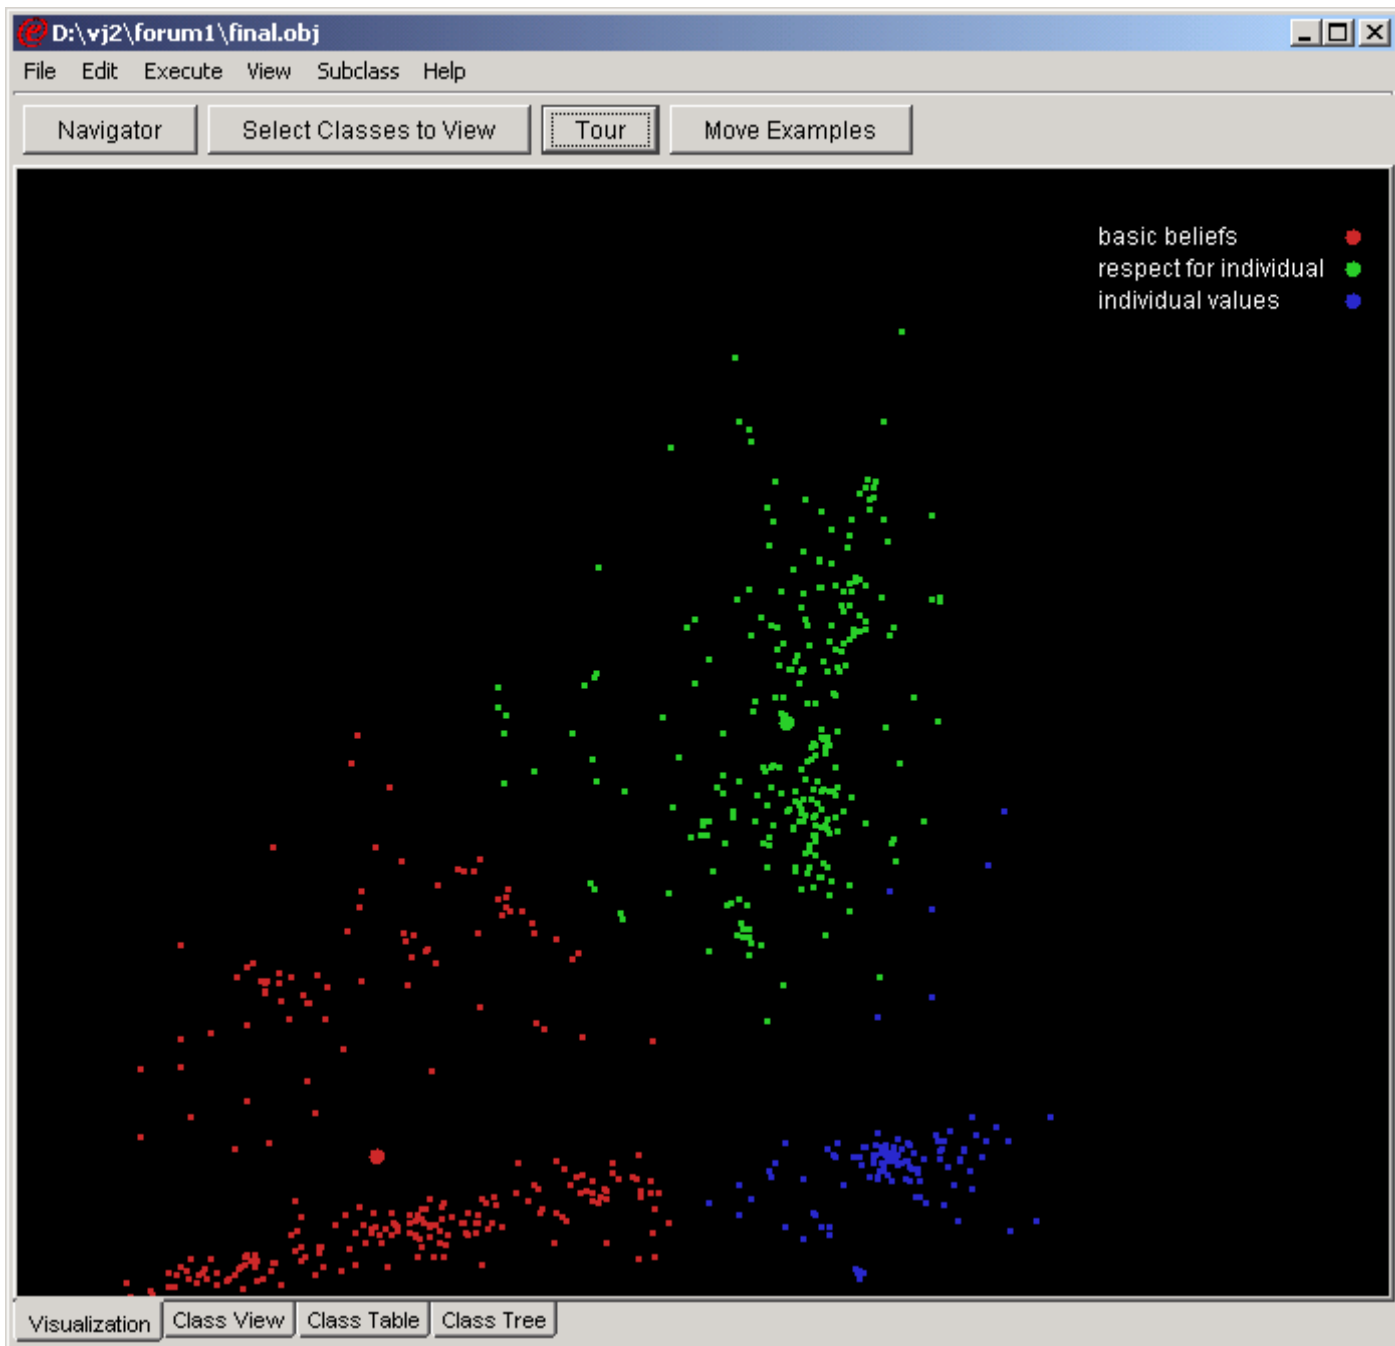 D:\vj2\forum1\final.obj
File Edit Execute View Subclass Help
Navigator Select Classes to View Tour Move Examples
basic beliefs
respect for individual
individual values
Visualization Class View Class Table Class Tree